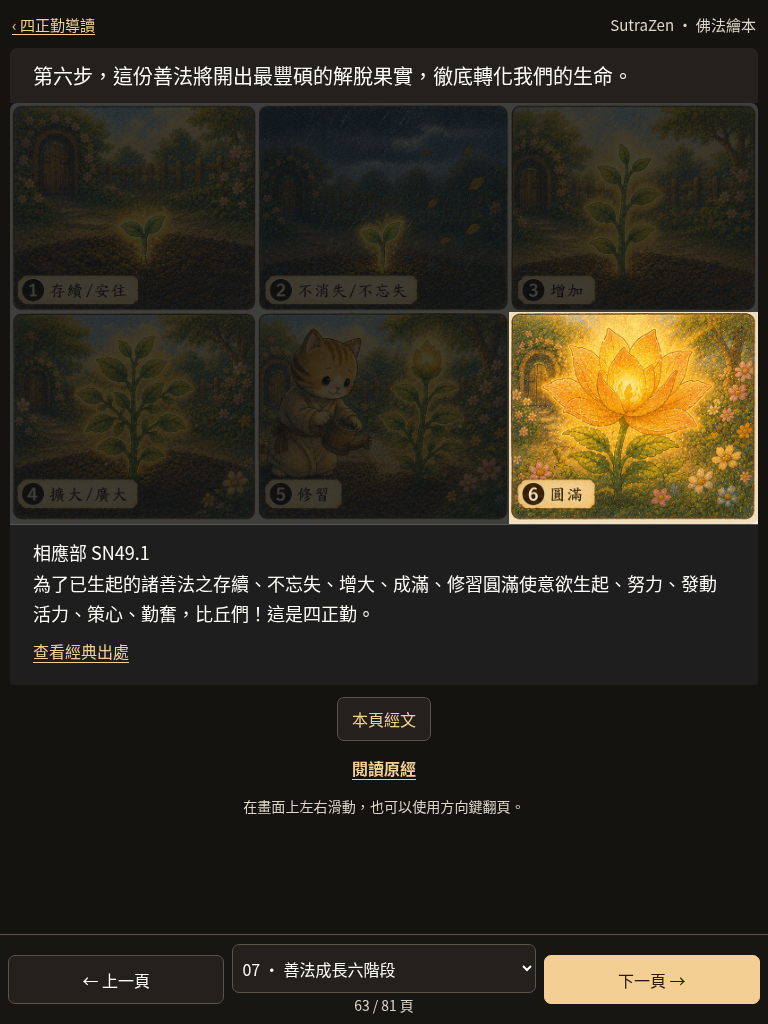 ‹ 四正勤導讀
SutraZen · 佛法繪本
第六步，這份善法將開出最豐碩的解脫果實，徹底轉化我們的生命。
1 存續/安住
2 不消失/不忘失
3 增加
4 擴大/廣大
5 修習
6 圓滿
相應部 SN49.1
為了已生起的諸善法之存續、不忘失、增大、成滿、修習圓滿使意欲生起、努力、發動
活力、策心、勤奮，比丘們！這是四正勤。
查看經典出處
本頁經文
閱讀原經
在畫面上左右滑動，也可以使用方向鍵翻頁。
← 上一頁
07 · 善法成長六階段
下一頁 →
63 / 81 頁